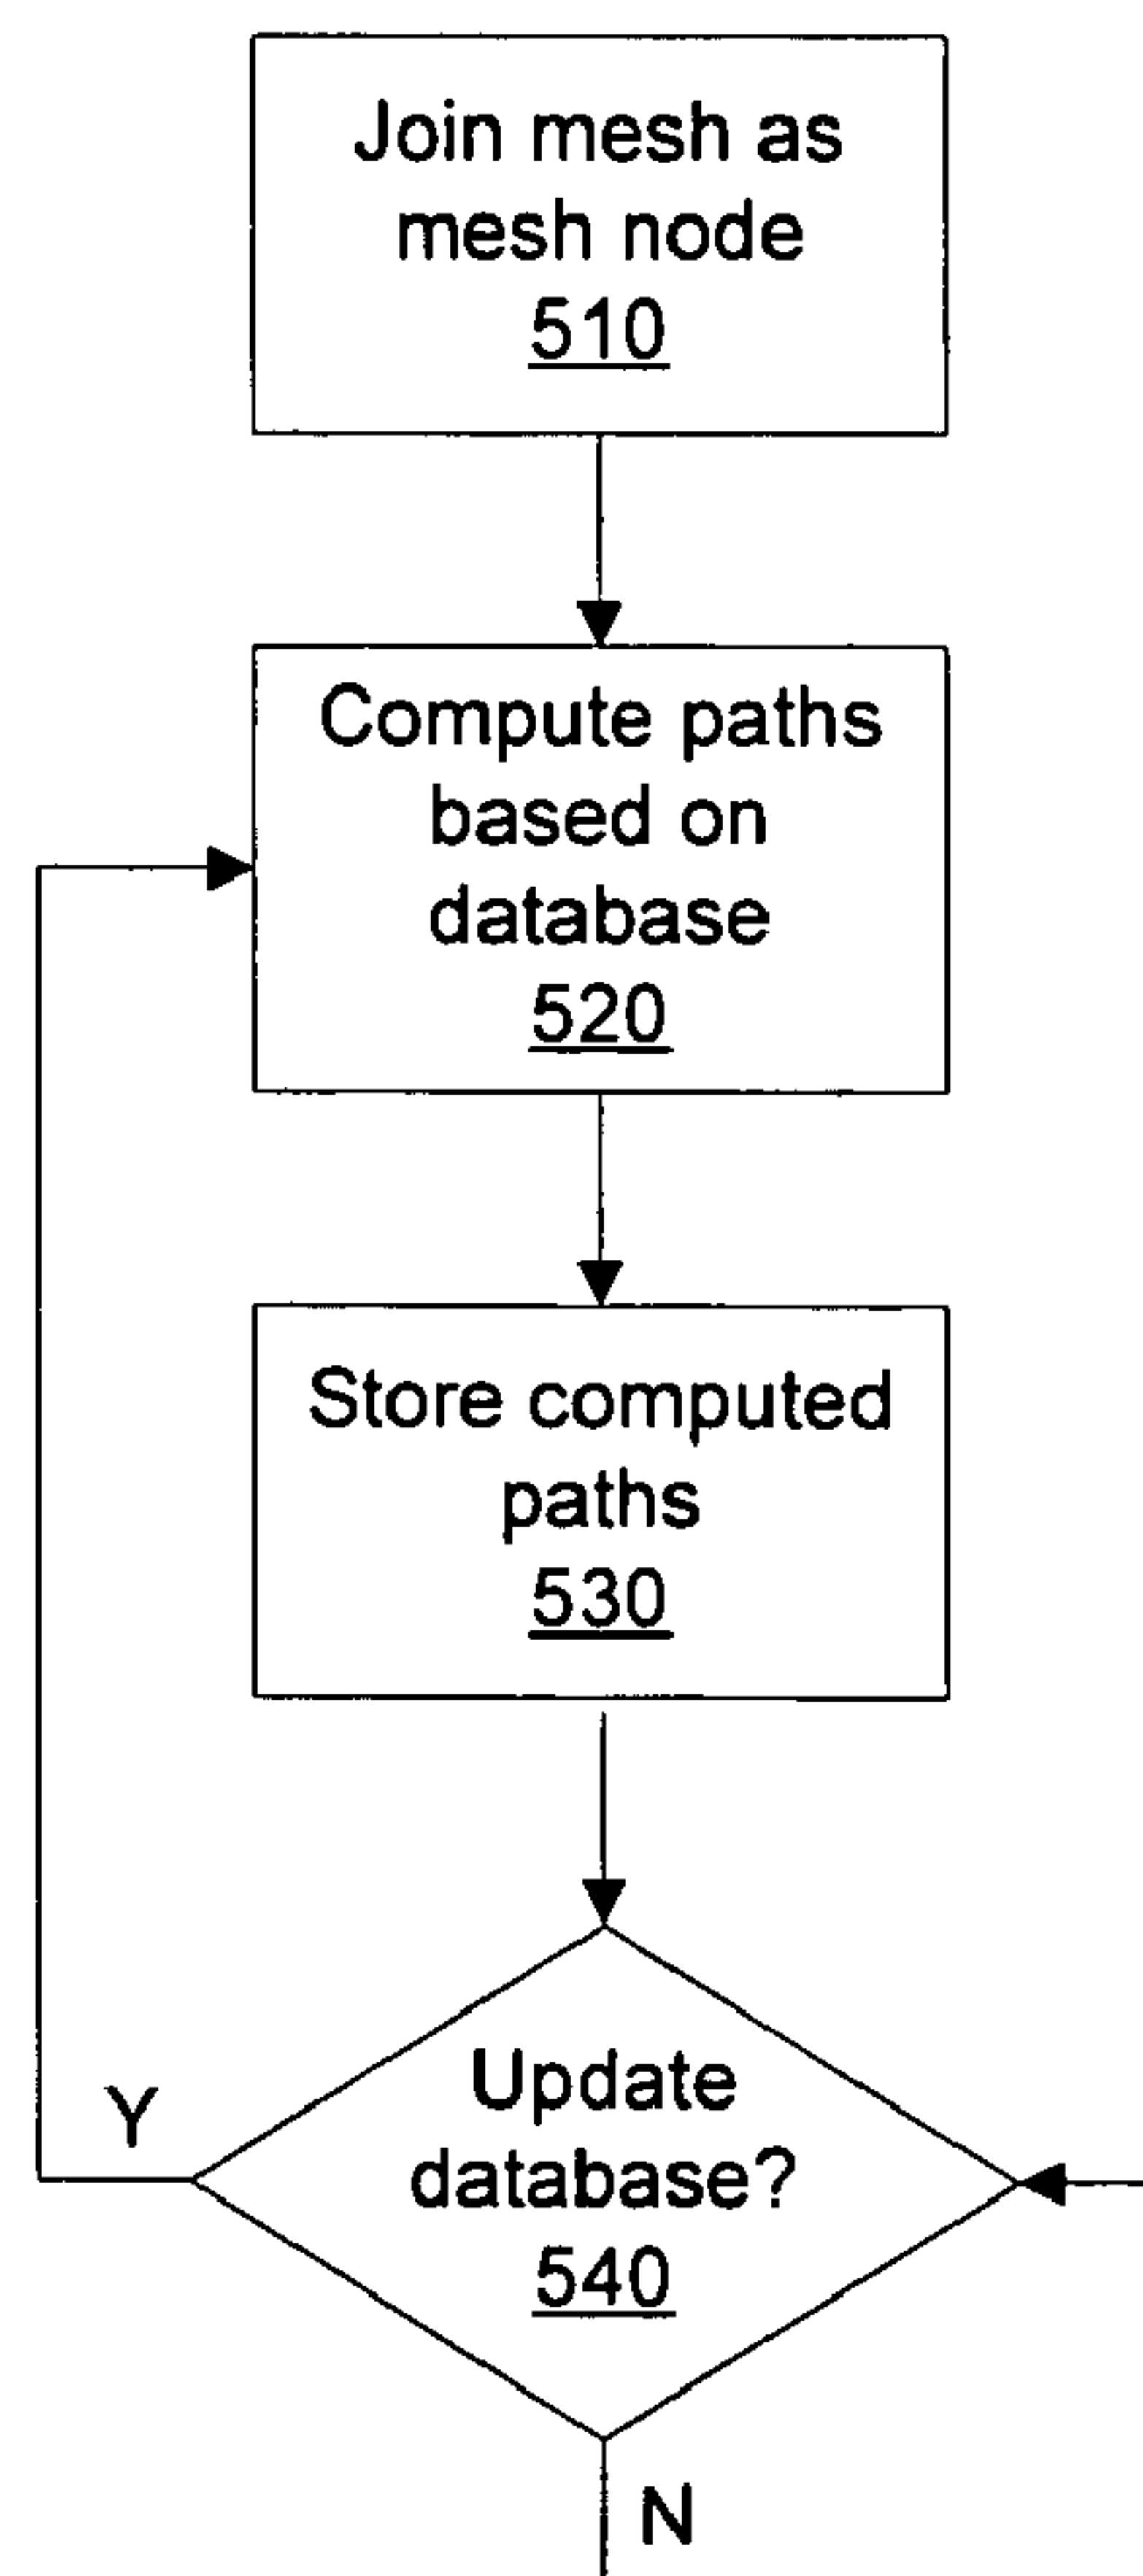 Join mesh as
mesh node
510
Compute paths
based on
database
520
Store computed
paths
530
Update
database?
540
Y
N